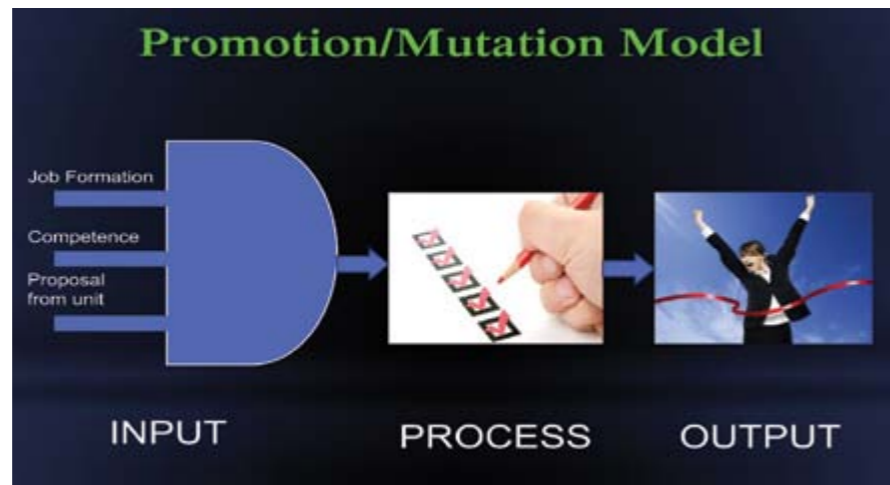 Promotion/Mutation Model
Job Formation
Competence
Proposal
from unit
INPUT
PROCESS
OUTPUT